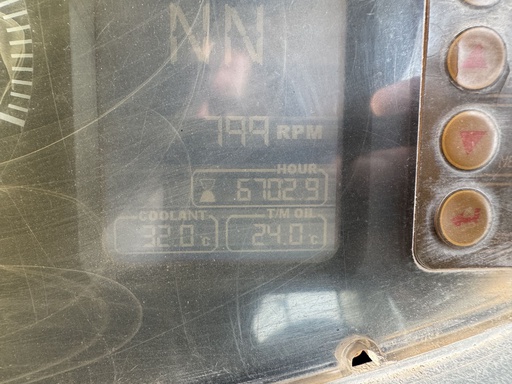 NN
799 RPM
HOUR
6702.9
COOLANT T/M OIL
32.0 C 24.0 °C